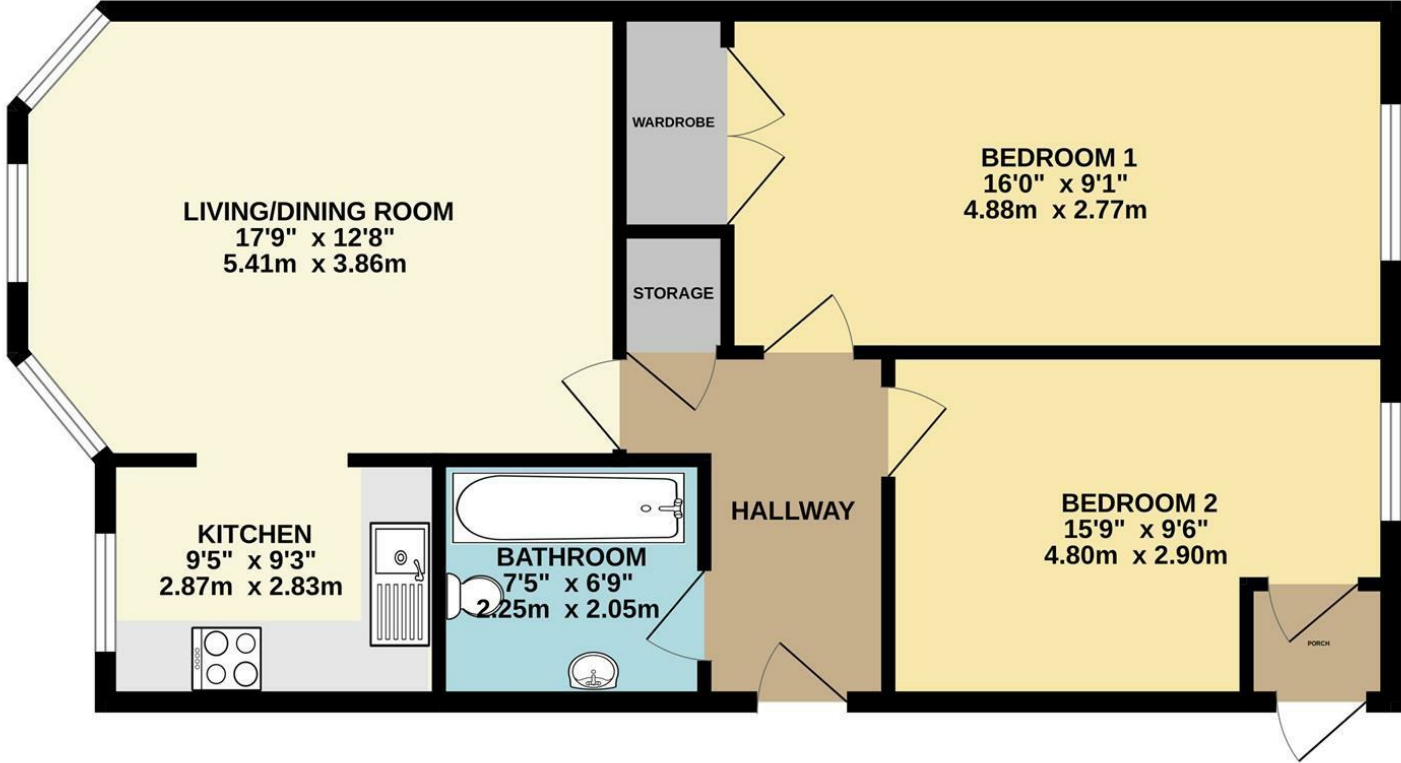 LIVING/DINING ROOM
17'9" x 12'8"
5.41m x 3.86m
WARDROBE
STORAGE
BEDROOM 1
16'0" x 9'1"
4.88m x 2.77m
KITCHEN
9'5" x 9'3"
2.87m x 2.83m
BATHROOM
7'5" x 6'9"
2.25m x 2.05m
HALLWAY
BEDROOM 2
15'9" x 9'6"
4.80m x 2.90m
PORCH